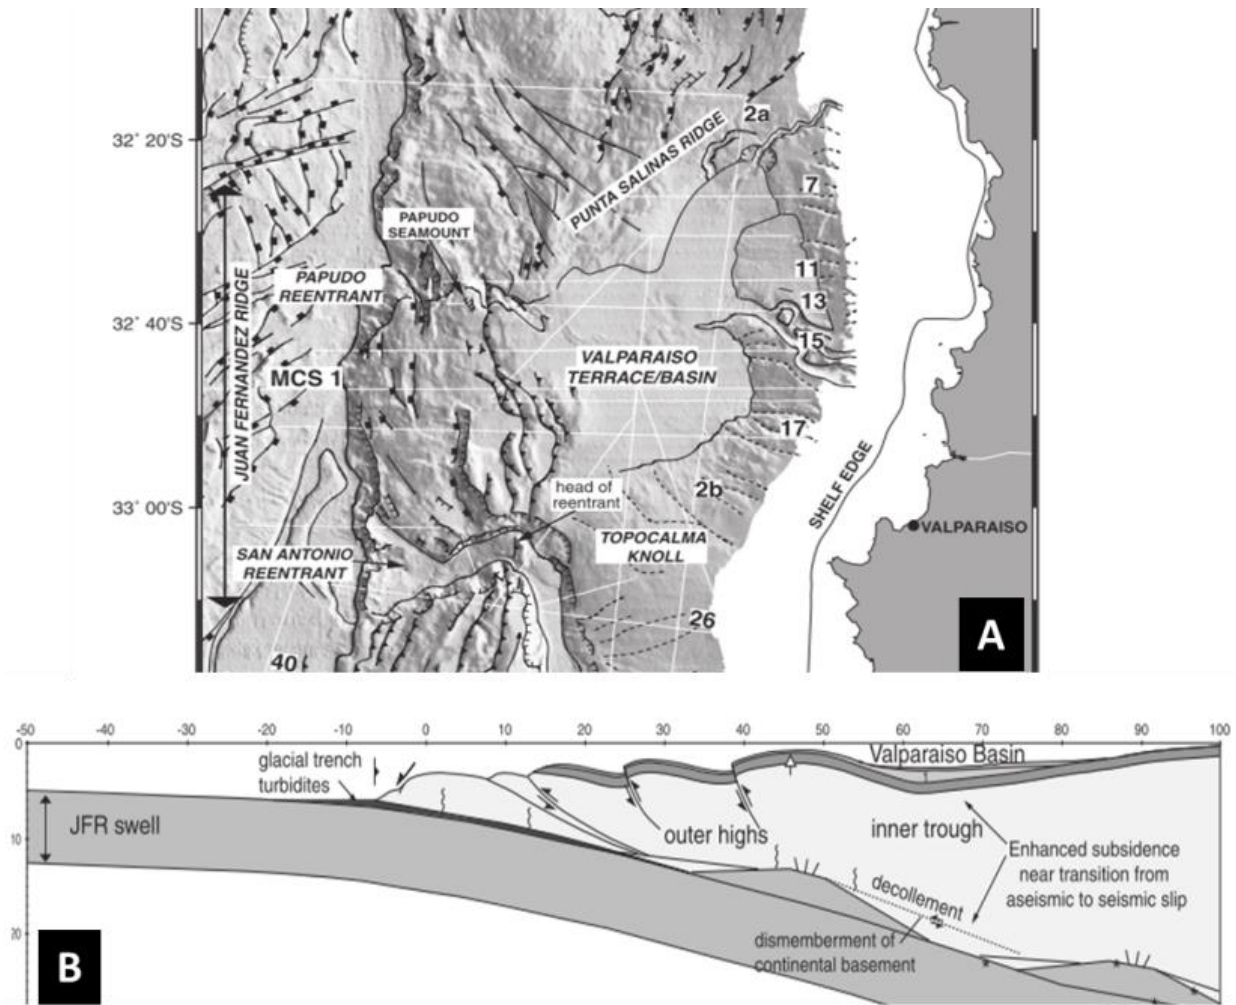 32 20'S
32 40'S
33 00'S
JUAN FERNANDEZ RIDGE
PAPUDO
REENTRANT
PAPUDO
SEAMOUNT
PUNTA SALINAS RIDGE
2a
7
11
13
15
17
2b
26
40
MCS 1
VALPARAISO
TERRACE/BASIN
head of
reentrant
SAN ANTONIO
REENTRANT
TOPOCALMA
KNOLL
SHELF EDGE
VALPARAISO
A
-50 -40 -30 -20 -10 0 10 20 30 40 50 60 70 80 90 100
0
10
20
glacial trench
turbidites
JFR swell
outer highs
Valparaiso Basin
inner trough
Enhanced subsidence
near transition from
aseismic to seismic slip
decollement
dismemberment of
continental basement
B